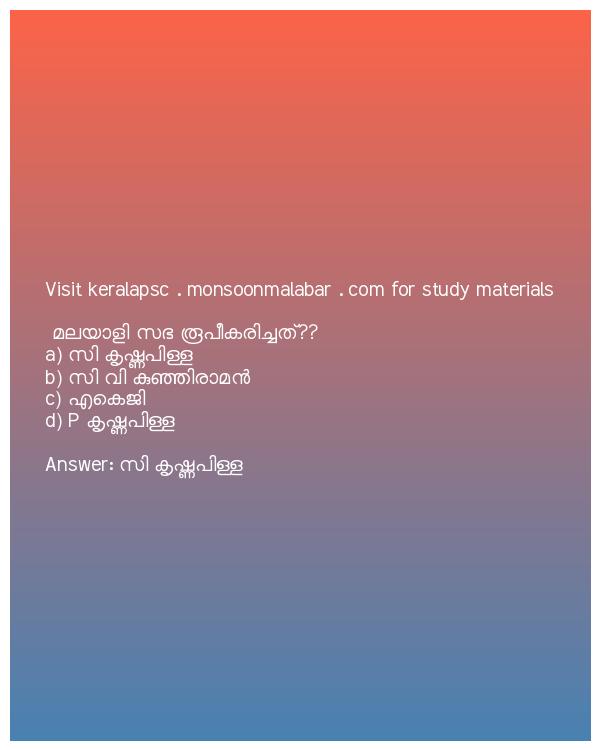 Visit keralapsc . monsoonmalabar . com for study materials
മലയാളി സഭ രൂപീകരിച്ചത്??
a) സി കൃഷ്ണപിള്ള
b) സി വി കുഞ്ഞിരാമൻ
c) എകെജി
d) P കൃഷ്ണപിള്ള
Answer: സി കൃഷ്ണപിള്ള